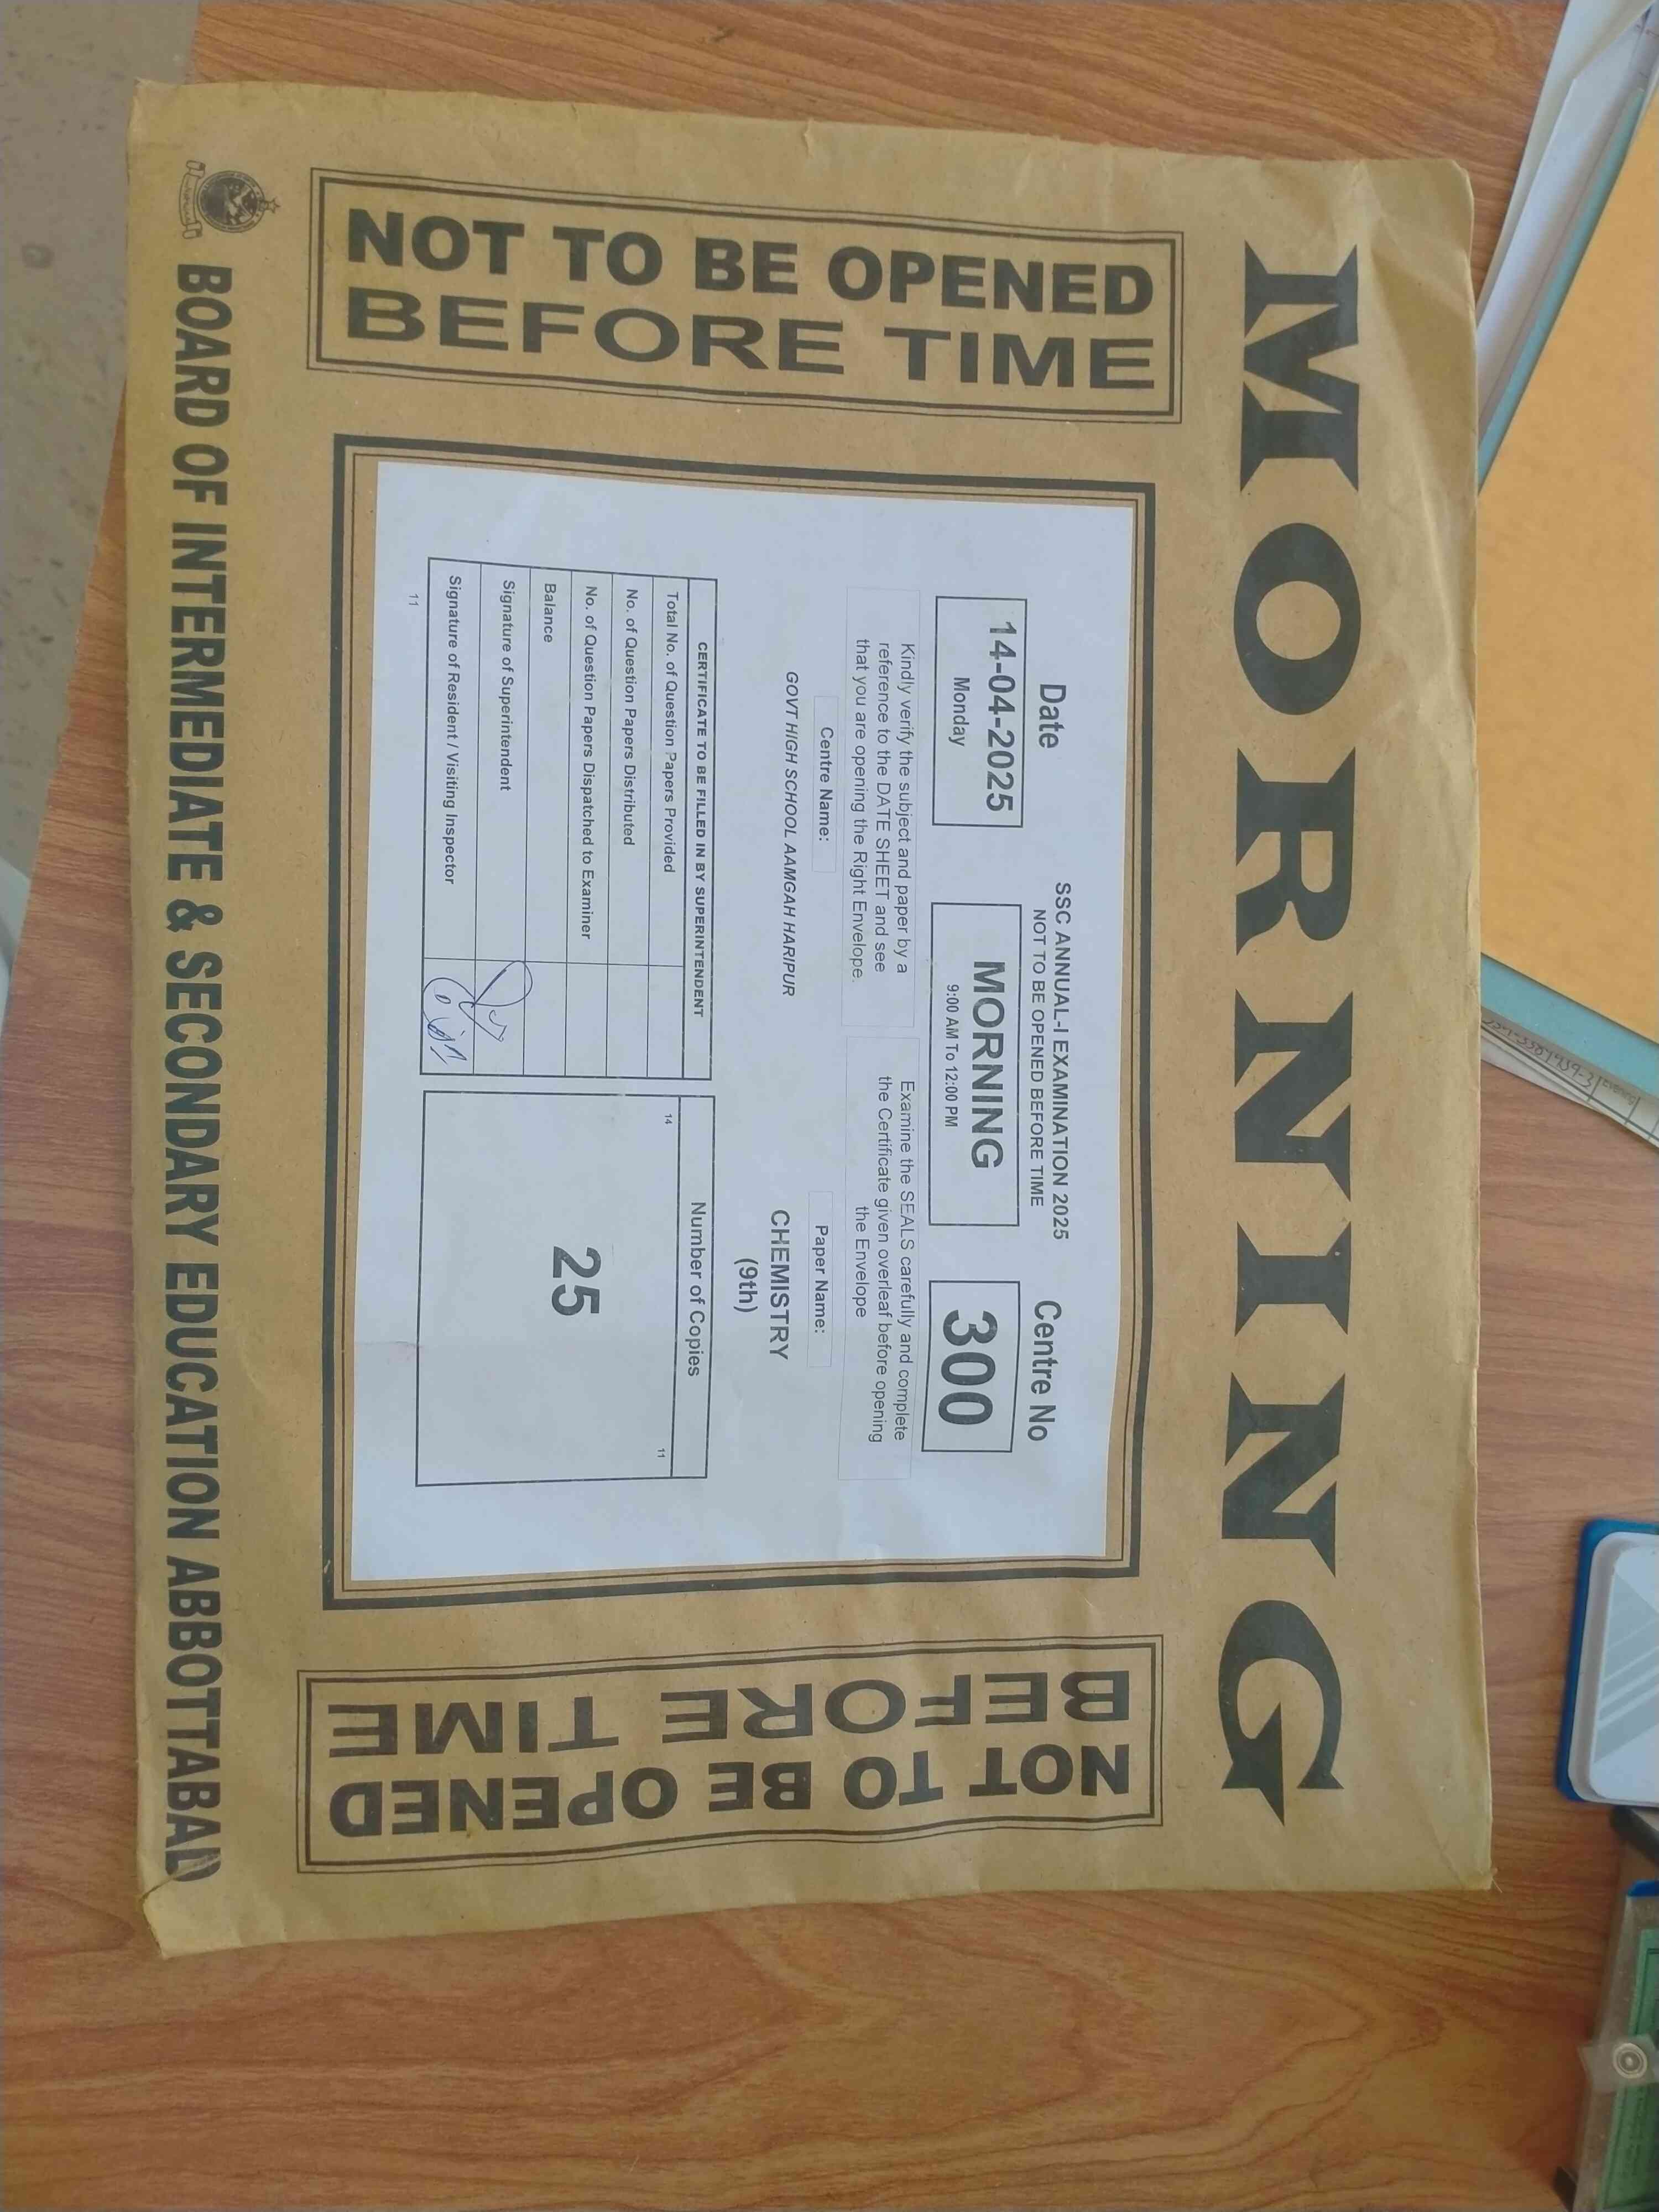 MORNING
NOT TO BE OPENED
BEFORE TIME
Date
14-04-2025
Monday
SSC ANNUAL-I EXAMINATION 2025
NOT TO BE OPENED BEFORE TIME
MORNING
9:00 AM To 12:00 PM
Centre No
300
Kindly verify the subject and paper by a
reference to the DATE SHEET and see
that you are opening the Right Envelope.
Examine the SEALS carefully and complete
the Certificate given overleaf before opening
the Envelope
Centre Name:
GOVT HIGH SCHOOL AAMGAH HARIPUR
Paper Name:
CHEMISTRY
(9th)
CERTIFICATE TO BE FILLED IN BY SUPERINTENDENT
Total No. of Question Papers Provided
No. of Question Papers Distributed
No. of Question Papers Dispatched to Examiner
Balance
Signature of Superintendent
Signature of Resident / Visiting Inspector
11
Number of Copies
14
11
25
NOT TO BE OPENED
BEFORE TIME
BOARD OF INTERMEDIATE & SECONDARY EDUCATION ABBOTTABAD